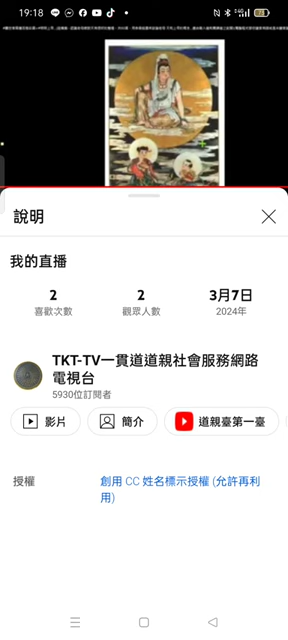 19:18
說明
我的直播
2
喜歡次數
2
觀眾人數
3月7日
2024年
TKT-TV一貫道道親社會服務網路
電視台
5930位訂閱者
影片
簡介
道親臺第一臺
授權
創用 CC 姓名標示授權 (允許再利
用)